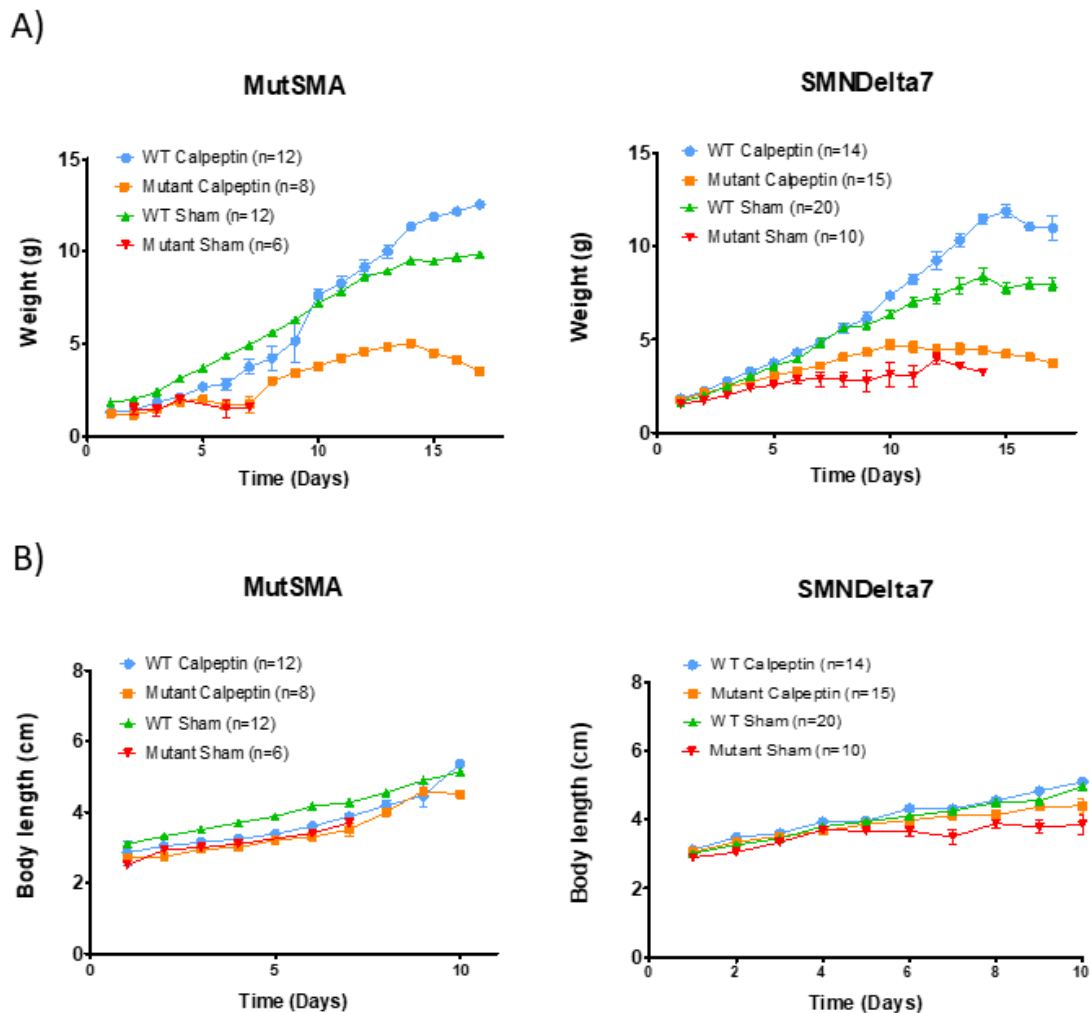 A)
MutSMA
WT Calpeptin (n=12)
Mutant Calpeptin (n=8)
WT Sham (n=12)
Mutant Sham (n=6)
Weight (g)
15
10
5
0
0 5 10 15
Time (Days)
SMNDelta7
WT Calpeptin (n=14)
Mutant Calpeptin (n=15)
WT Sham (n=20)
Mutant Sham (n=10)
Weight (g)
15
10
5
0
0 5 10 15
Time (Days)
B)
MutSMA
WT Calpeptin (n=12)
Mutant Calpeptin (n=8)
WT Sham (n=12)
Mutant Sham (n=6)
Body length (cm)
8
6
4
2
0
0 5 10
Time (Days)
SMNDelta7
WT Calpeptin (n=14)
Mutant Calpeptin (n=15)
WT Sham (n=20)
Mutant Sham (n=10)
Body length (cm)
8
6
4
2
0
0 2 4 6 8 10
Time (Days)